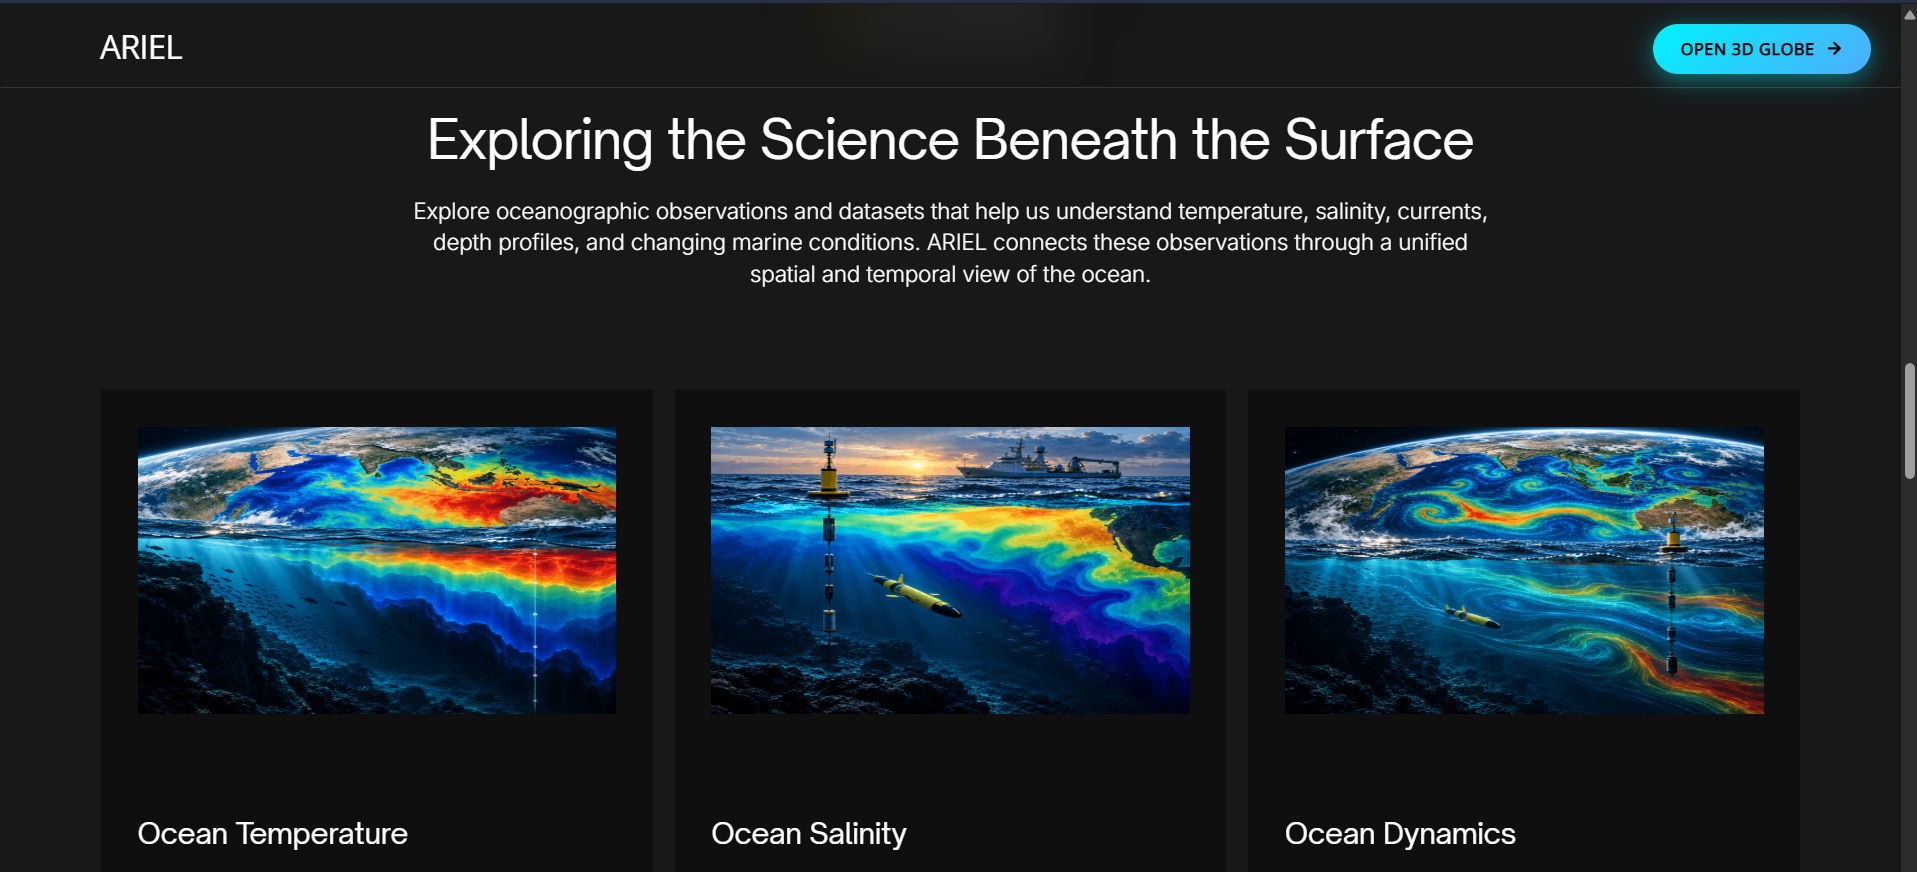 ARIEL
OPEN 3D GLOBE
Exploring the Science Beneath the Surface
Explore oceanographic observations and datasets that help us understand temperature, salinity, currents,
depth profiles, and changing marine conditions. ARIEL connects these observations through a unified
spatial and temporal view of the ocean.
Ocean Temperature
Ocean Salinity
Ocean Dynamics